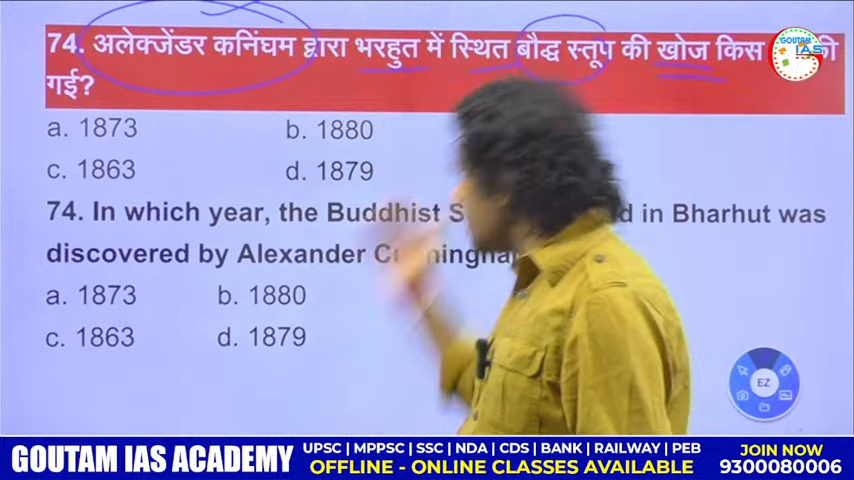 74. अलेक्जेंडर कनिंघम द्वारा भरहुत में स्थित बौद्ध स्तूप की खोज किस की
गई?
a. 1873 b. 1880
c. 1863 d. 1879
74. In which year, the Buddhist in Bharhut was
discovered by Alexander
a. 1873 b. 1880
c. 1863 d. 1879
GOUTAM
IAS
EZ
GOUTAM IAS ACADEMY
UPSC | MPPSC | SSC | NDA | CDS | BANK | RAILWAY | PEB
OFFLINE - ONLINE CLASSES AVAILABLE
JOIN NOW
9300080006